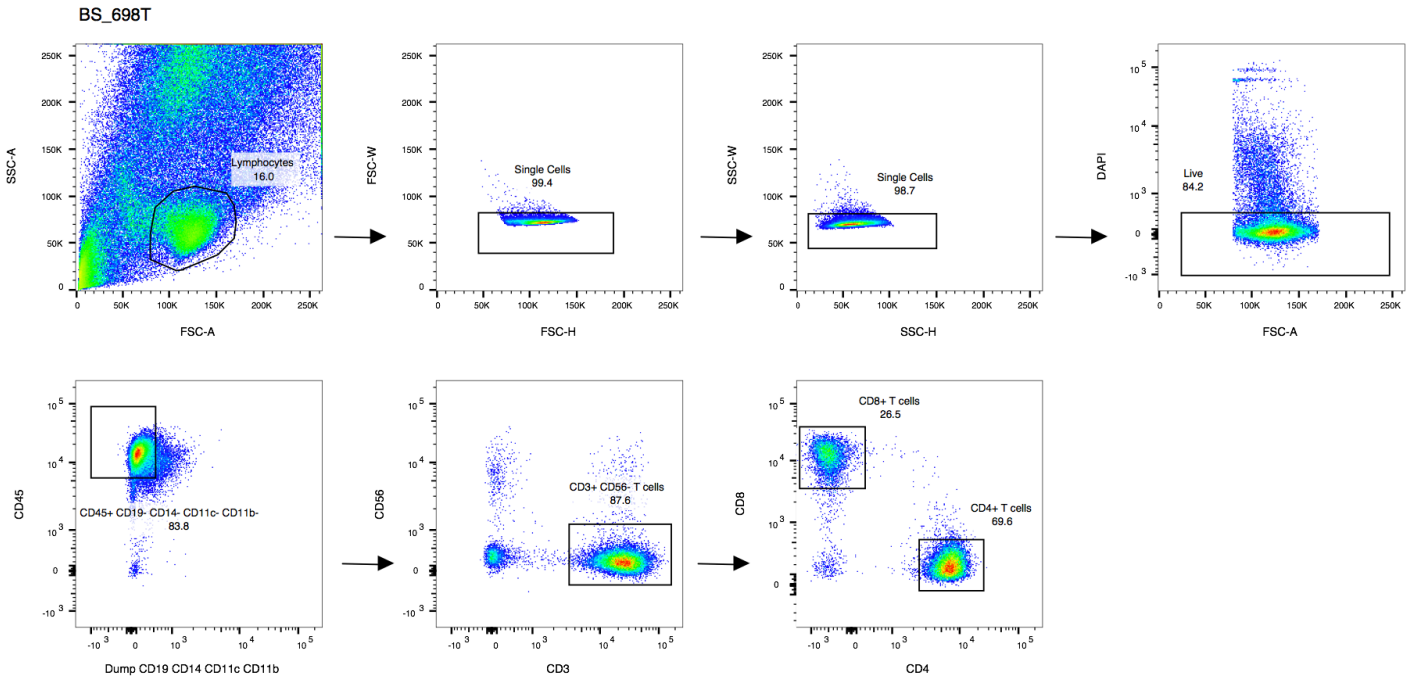 BS_698T
250K
200K
150K
100K
50K
0
SSC-A
Lymphocytes
16.0
0 50K 100K 150K 200K 250K
FSC-A
250K
200K
150K
100K
50K
0
FSC-W
Single Cells
99.4
0 50K 100K 150K 200K 250K
FSC-H
250K
200K
150K
100K
50K
0
SSC-W
Single Cells
98.7
0 50K 100K 150K 200K 250K
SSC-H
10 5
10 4
10 3
0
-10 3
DAPI
Live
84.2
0 50K 100K 150K 200K 250K
FSC-A
10 5
10 4
10 3
0
-10 3
CD45
CD45+ CD19- CD14- CD11c- CD11b-
83.8
-10 3 0 10 3 10 4 10 5
Dump CD19 CD14 CD11c CD11b
10 5
10 4
10 3
0
-10 3
CD56
CD3+ CD56- T cells
87.6
-10 3 0 10 3 10 4 10 5
CD3
10 5
10 4
10 3
0
CD8
CD8+ T cells
26.5
CD4+ T cells
69.6
-10 3 0 10 3 10 4 10 5
CD4